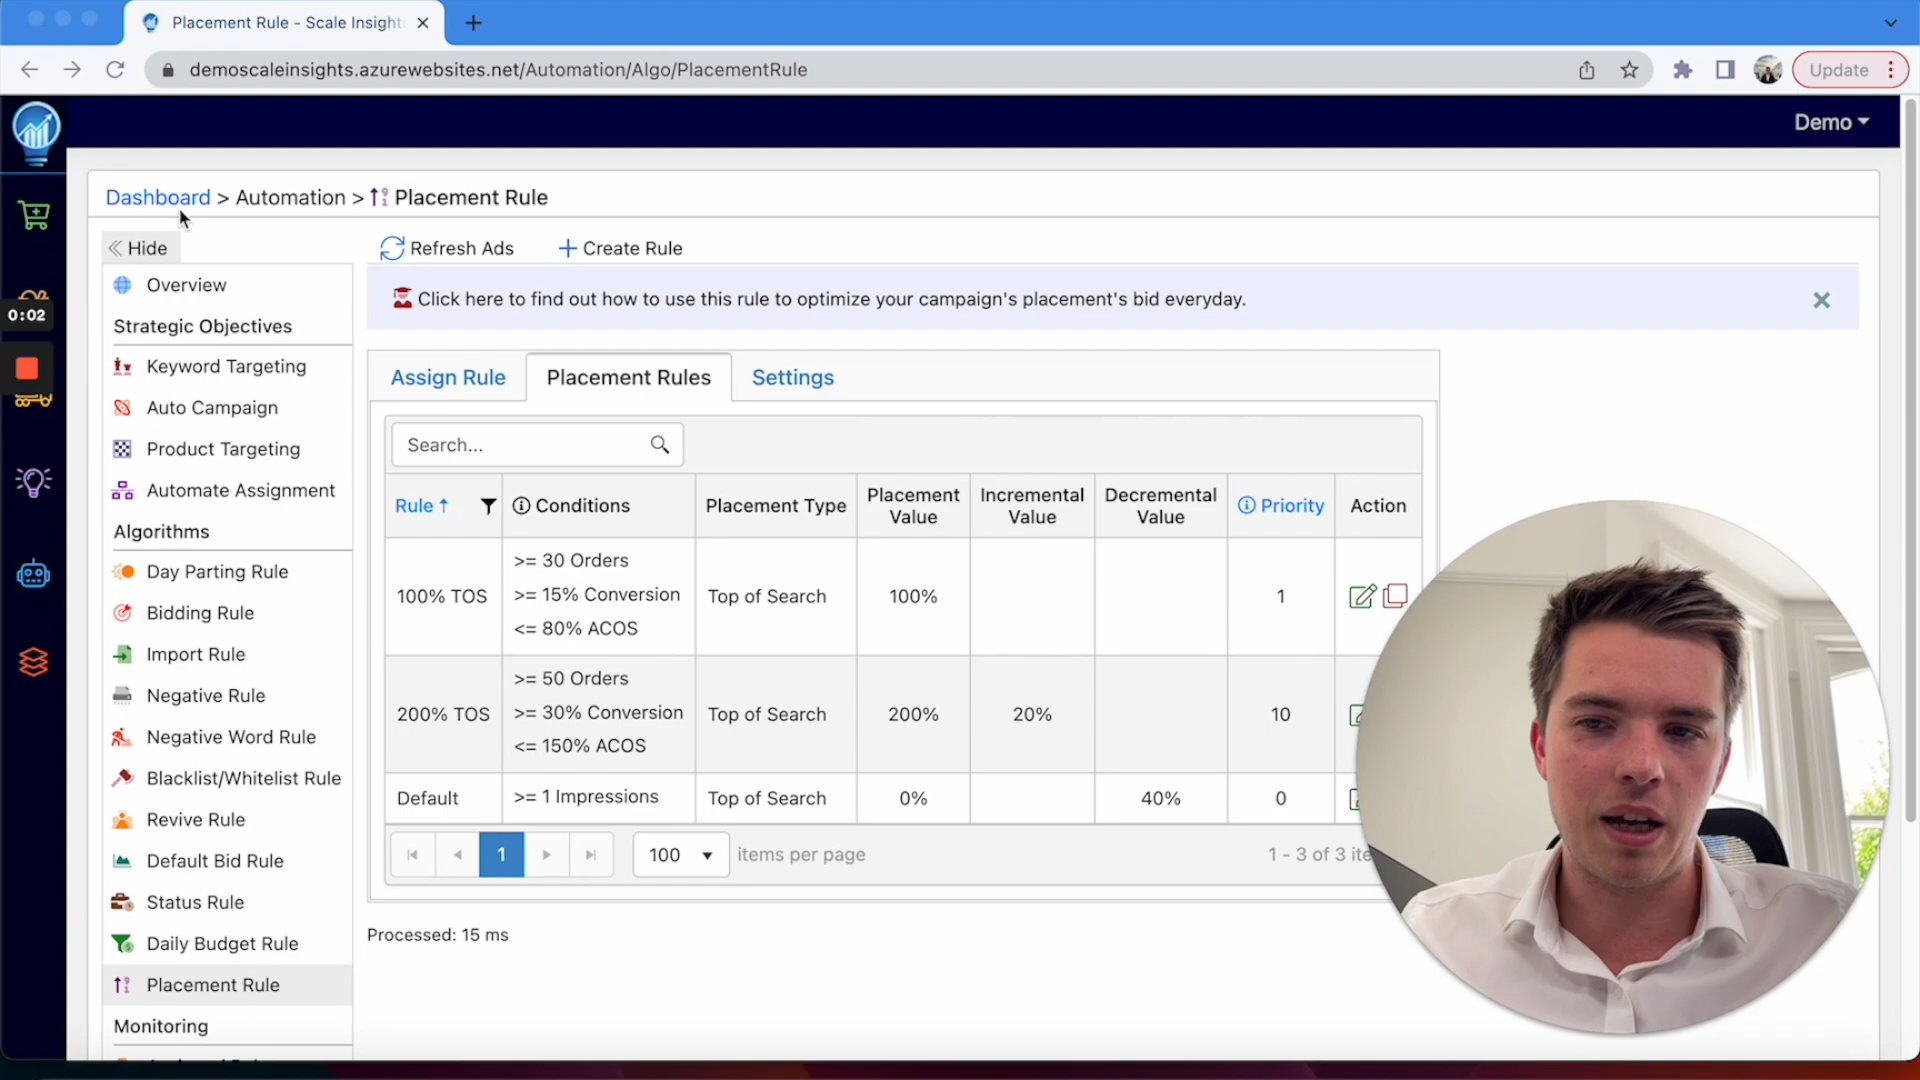 Placement Rule - Scale Insight
demoscaleinsights.azurewebsites.net/Automation/Algo/PlacementRule
Update
Demo
Dashboard > Automation > Placement Rule
Hide
Refresh Ads
Create Rule
Overview
Click here to find out how to use this rule to optimize your campaign's placement's bid everyday.
0:02
Strategic Objectives
Keyword Targeting
Auto Campaign
Product Targeting
Automate Assignment
Algorithms
Day Parting Rule
Bidding Rule
Import Rule
Negative Rule
Negative Word Rule
Blacklist/Whitelist Rule
Revive Rule
Default Bid Rule
Status Rule
Daily Budget Rule
Placement Rule
Monitoring
Assign Rule
Placement Rules
Settings
Search...
Rule ↑
Conditions
Placement Type
Placement Value
Incremental Value
Decremental Value
Priority
Action
100% TOS
>= 30 Orders
>= 15% Conversion
<= 80% ACOS
Top of Search
100%
1
200% TOS
>= 50 Orders
>= 30% Conversion
<= 150% ACOS
Top of Search
200%
20%
10
Default
>= 1 Impressions
Top of Search
0%
40%
0
1
100
items per page
1 - 3 of 3 ite
Processed: 15 ms